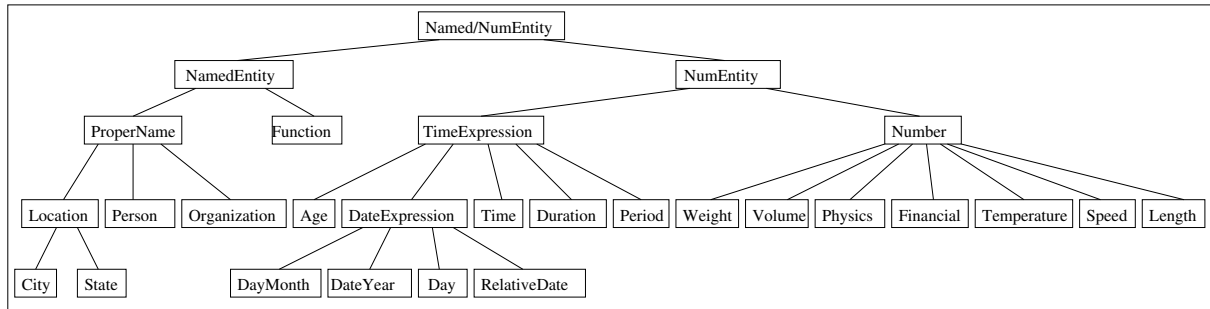 Named/NumEntity
NamedEntity NumEntity
ProperName Function TimeExpression Number
Location Person Organization Age DateExpression Time Duration Period Weight Volume Physics Financial Temperature Speed Length
City State DayMonth DateYear Day RelativeDate